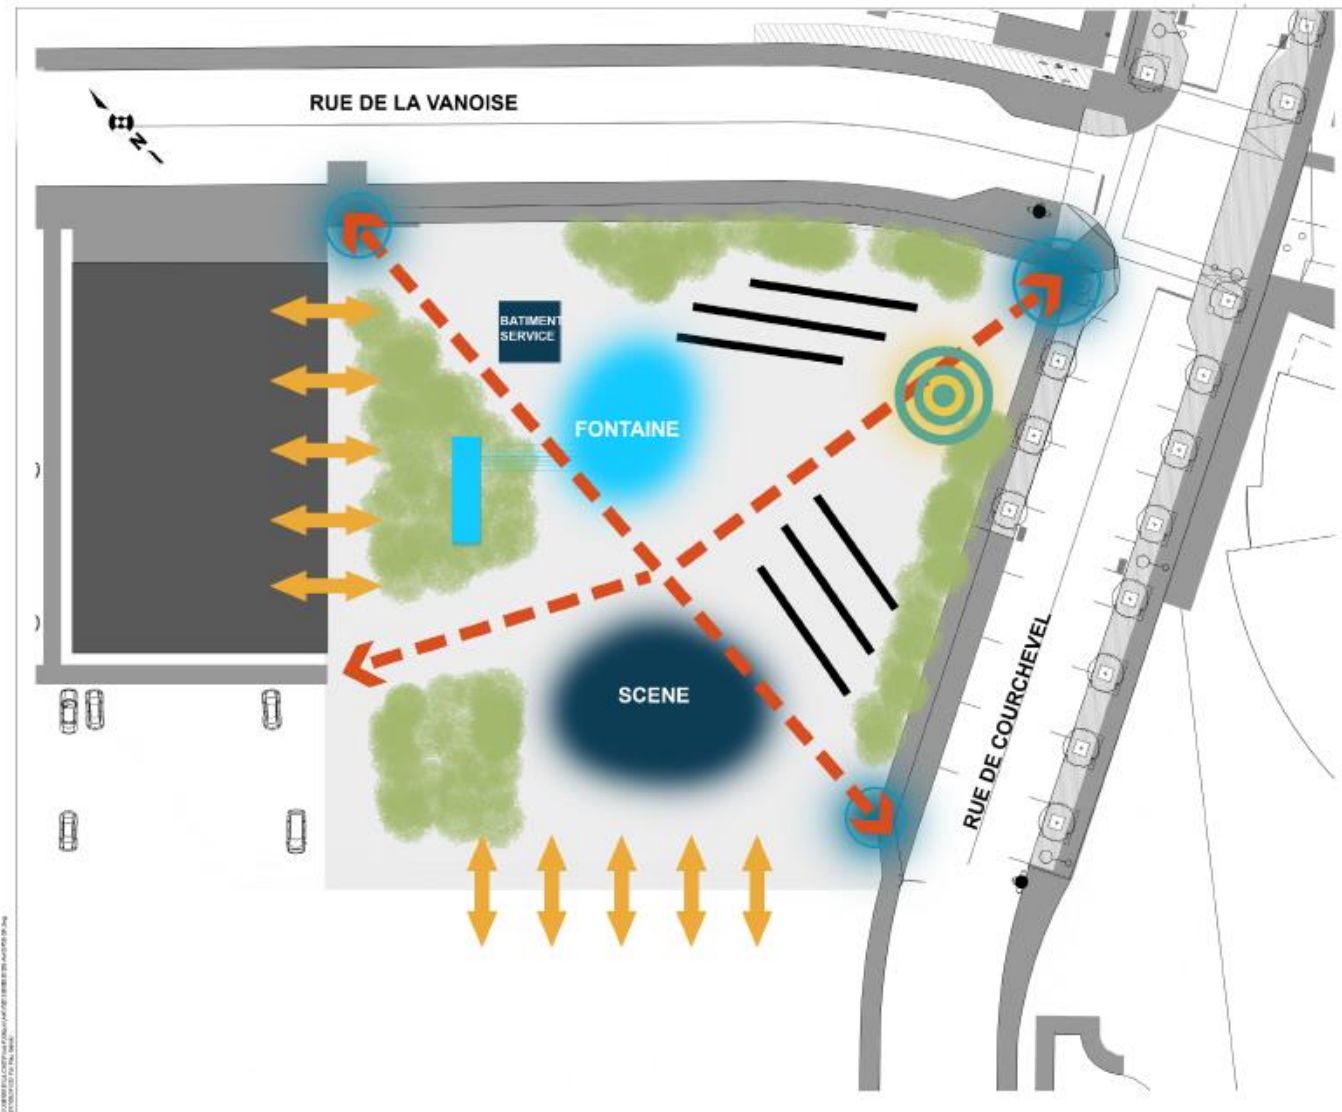 RUE DE LA VANOISE
N
BATIMENT
SERVICE
FONTAINE
SCENE
RUE DE COURCHEVEL